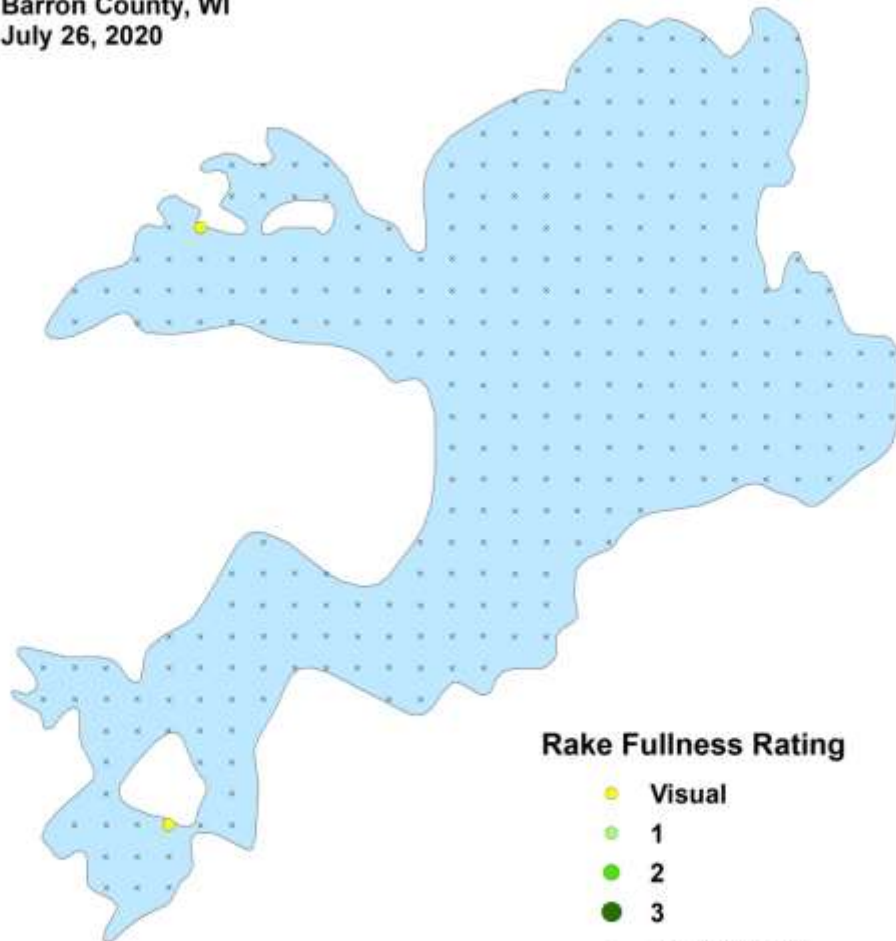 Barron County, WI
July 26, 2020
Rake Fullness Rating
Visual
1
2
3